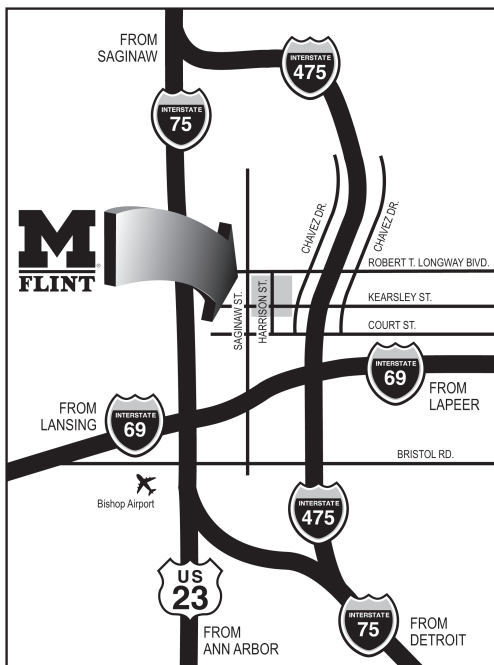 FROM
SAGINAW
INTERSTATE
475
INTERSTATE
75
M
FLINT
®
CHAVEZ DR.
CHAVEZ DR.
ROBERT T. LONGWAY BLVD.
SAGINAW ST.
HARRISON ST.
KEARSLEY ST.
COURT ST.
INTERSTATE
69
FROM
LAPEER
FROM
LANSING
INTERSTATE
69
BRISTOL RD.
Bishop Airport
INTERSTATE
475
US
23
FROM
ANN ARBOR
INTERSTATE
75
FROM
DETROIT